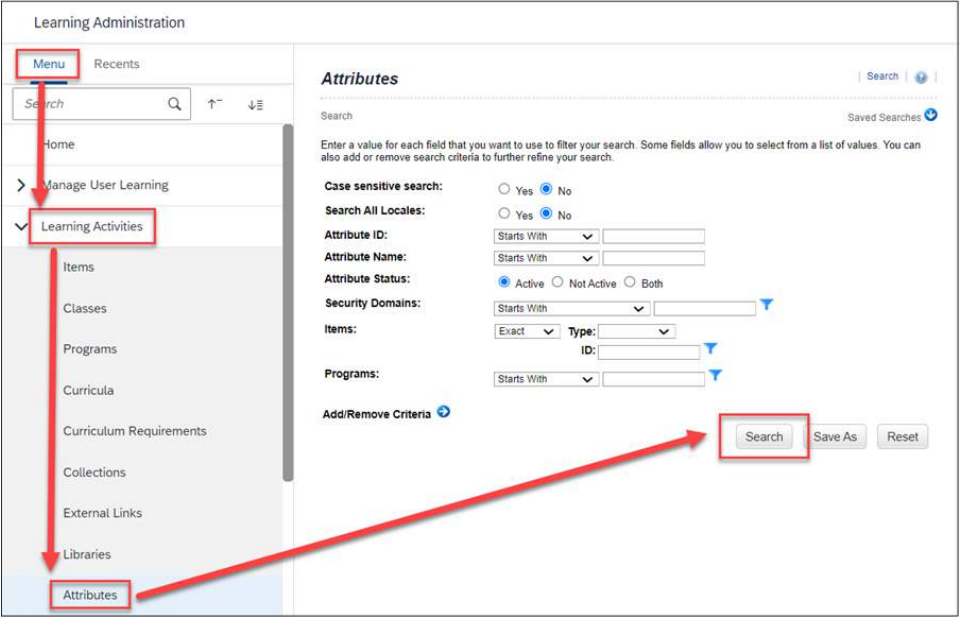 Learning Administration
Menu
Recents
Search
Home
Manage User Learning
Learning Activities
Items
Classes
Programs
Curricula
Curriculum Requirements
Collections
External Links
Libraries
Attributes
Attributes
Search
Search
Saved Searches
Enter a value for each field that you want to use to filter your search. Some fields allow you to select from a list of values. You can
also add or remove search criteria to further refine your search.
Case sensitive search: Yes No
Search All Locales: Yes No
Attribute ID: Starts With
Attribute Name: Starts With
Attribute Status: Active Not Active Both
Security Domains: Starts With
Items: Exact Type:
ID:
Programs: Starts With
Add/Remove Criteria
Search Save As Reset